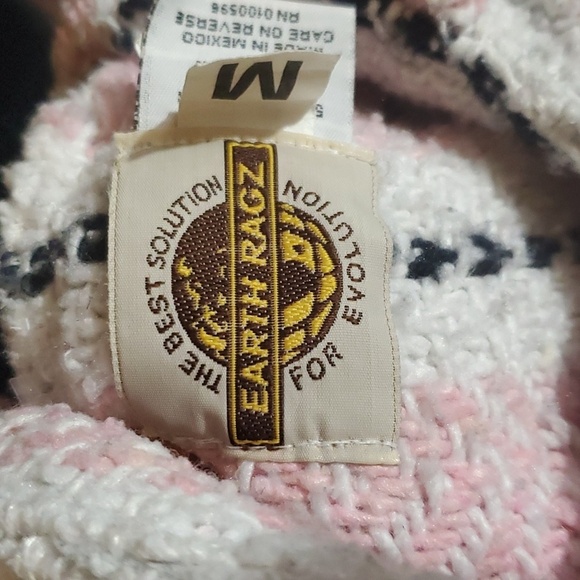 RN 0100596
CARE ON REVERSE
MADE IN MEXICO
M
THE BEST SOLUTION
EARTH RAGZ
FOR EVOLUTION